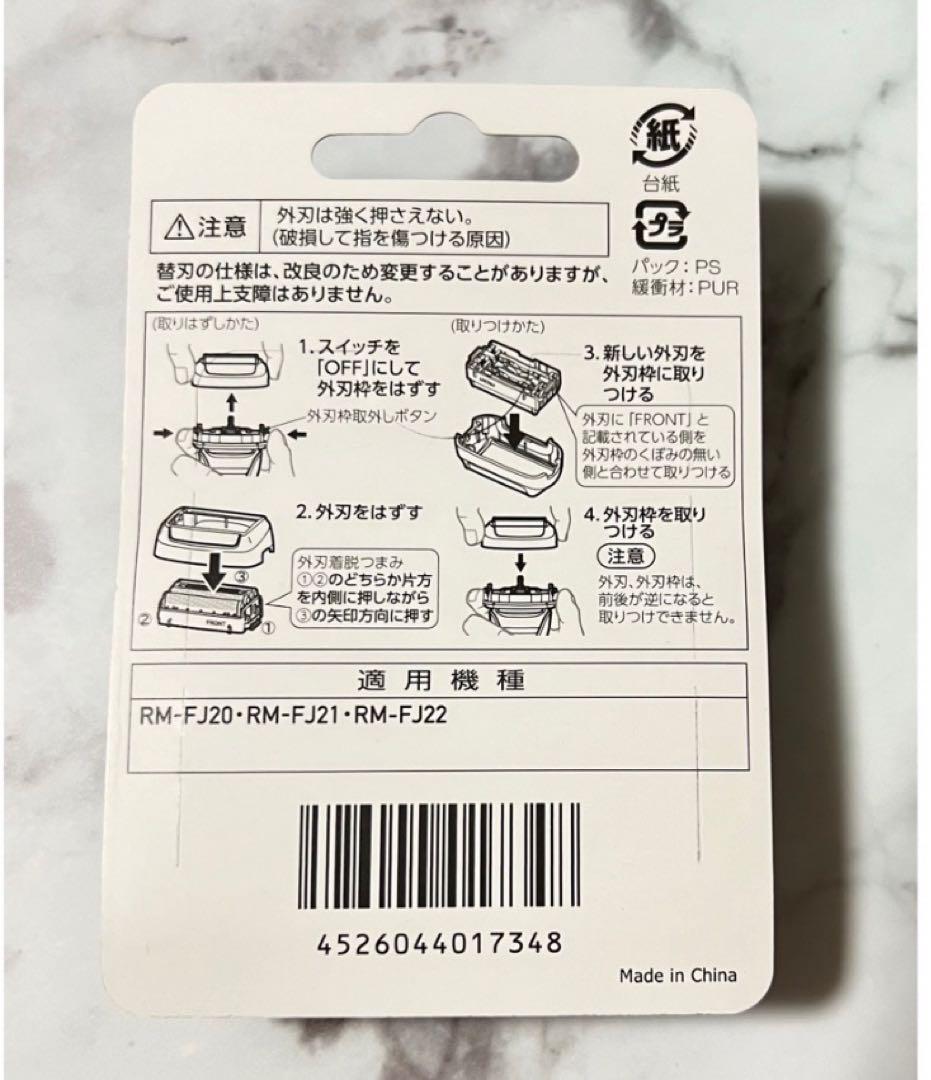 紙
台紙
プラ
パック：PS
緩衝材：PUR
注意
外刃は強く押さえない。
(破損して指を傷つける原因)
替刃の仕様は、改良のため変更することがありますが、
ご使用上支障はありません。
(取りはずしかた)
1.スイッチを
「OFF」にして
外刃枠をはずす
外刃枠取外しボタン
2.外刃をはずす
外刃着脱つまみ
①②のどちらか片方
を内側に押しながら
③の矢印方向に押す
③
②
FRONT
①
(取りつけかた)
3.新しい外刃を
外刃枠に取り
つける
外刃に「FRONT」と
記載されている側を
外刃枠のくぼみの無い
側と合わせて取りつける
4.外刃枠を取り
つける
注意
外刃、外刃枠は、
前後が逆になると
取りつけできません。
適用機種
RM-FJ20・RM-FJ21・RM-FJ22
4526044017348
Made in China